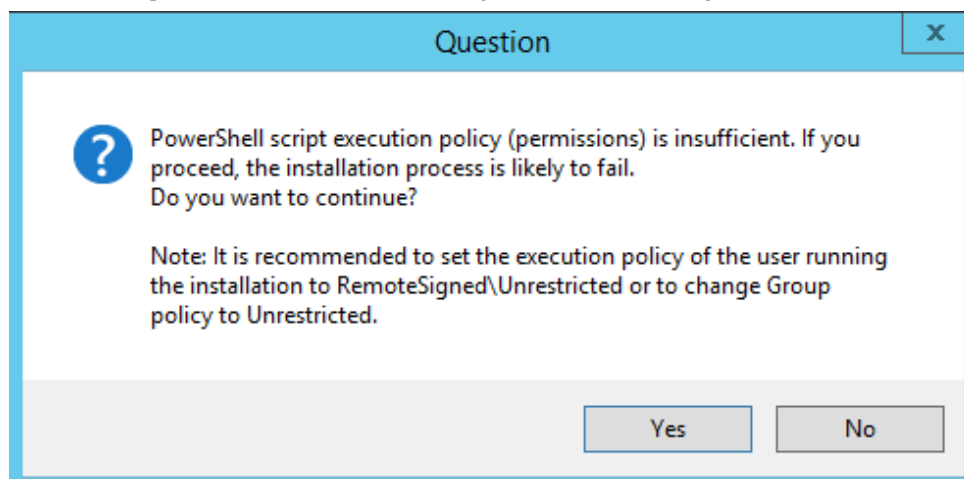 Question
x
PowerShell script execution policy (permissions) is insufficient. If you
proceed, the installation process is likely to fail.
Do you want to continue?
Note: It is recommended to set the execution policy of the user running
the installation to RemoteSigned\Unrestricted or to change Group
policy to Unrestricted.
Yes
No